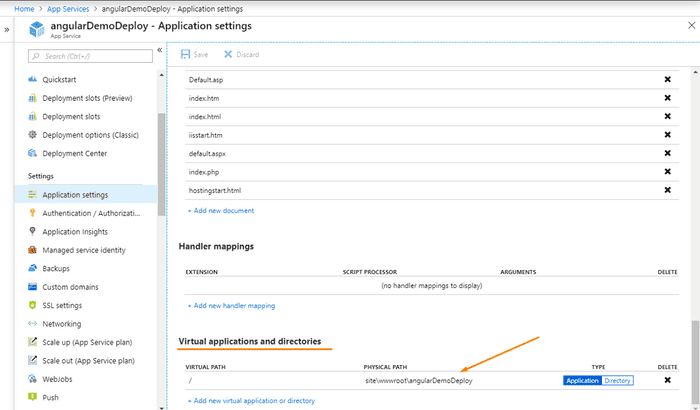 Home > App Services > angularDemoDeploy - Application settings
angularDemoDeploy - Application settings
App Service
Search (Ctrl+/)
Save Discard
Quickstart
Deployment slots (Preview)
Deployment slots
Deployment options (Classic)
Deployment Center
Settings
Application settings
Authentication / Authorizati...
Application Insights
Managed service identity
Backups
Custom domains
SSL settings
Networking
Scale up (App Service plan)
Scale out (App Service plan)
WebJobs
Push
Default.asp
index.htm
index.html
iisstart.htm
default.aspx
index.php
hostingstart.html
+ Add new document
Handler mappings
EXTENSION SCRIPT PROCESSOR ARGUMENTS DELETE
(no handler mappings to display)
+ Add new handler mapping
Virtual applications and directories
VIRTUAL PATH PHYSICAL PATH TYPE DELETE
/ site\wwwroot\angularDemoDeploy Application Directory
+ Add new virtual application or directory